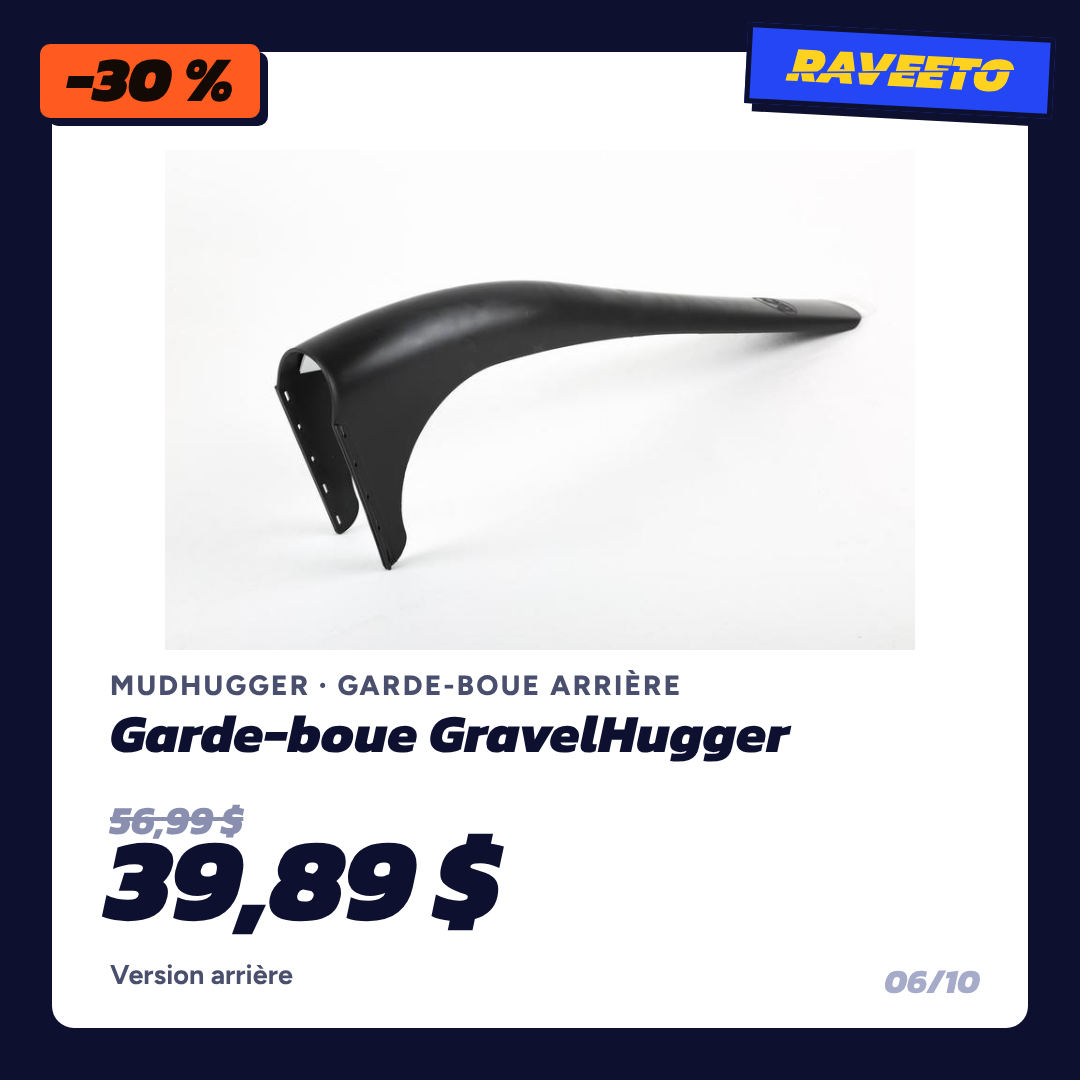 -30 %
RAVEETO
MUDHUGGER · GARDE-BOUE ARRIÈRE
Garde-boue GravelHugger
56,99 $
39,89 $
Version arrière
06/10